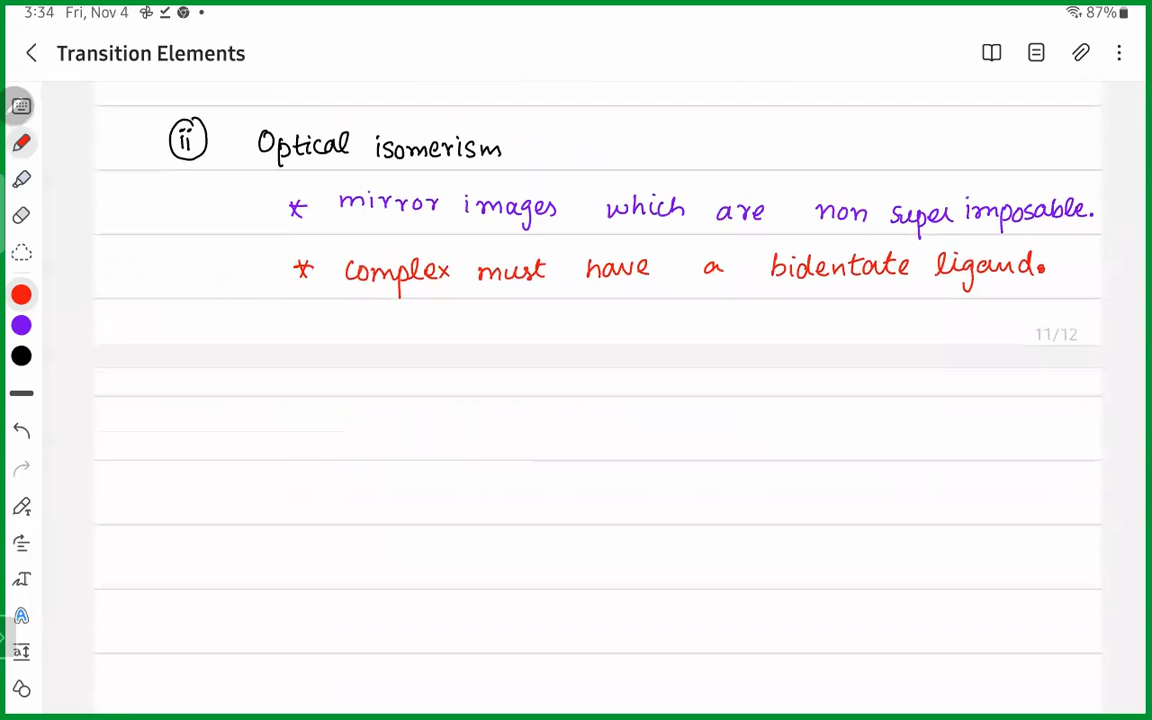 3:34 Fri, Nov 4 87%
Transition Elements
(ii) Optical isomerism
* mirror images which are non super imposable.
* complex must have a bidentate ligand.
11/12